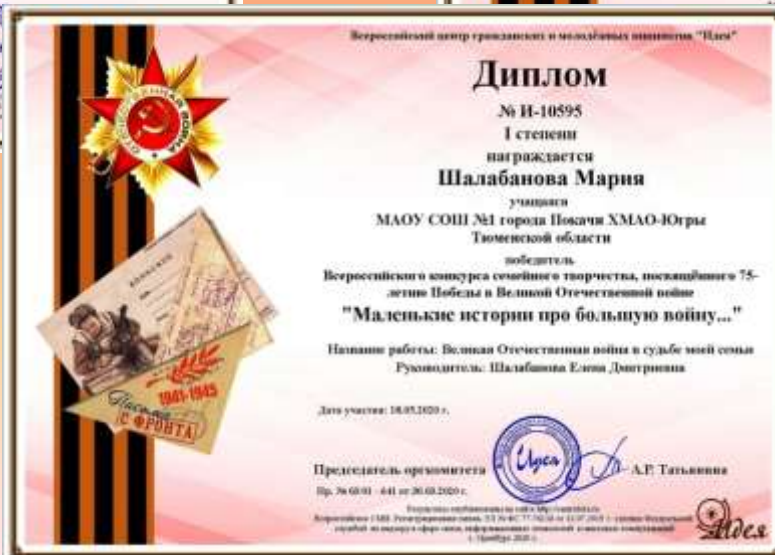 Всероссийский центр гражданских и молодёжных инициатив "Идея"
Диплом
№ И-10595
I степени
награждается
Шалабанова Мария
учащаяся
МАОУ СОШ №1 города Покачи ХМАО-Югры
Тюменской области
победитель
Всероссийского конкурса семейного творчества, посвящённого 75-
летию Победы в Великой Отечественной войне
"Маленькие истории про большую войну..."
Название работы: Великая Отечественная война в судьбе моей семьи
Руководитель: Шалабанова Елена Дмитриевна
Дата участия: 18.05.2020 г.
Председатель оргкомитета
А.Р. Татьянина
ОТЕЧЕСТВЕННАЯ ВОЙНА
1941-1945
Письма
С ФРОНТА
Идея
Идея